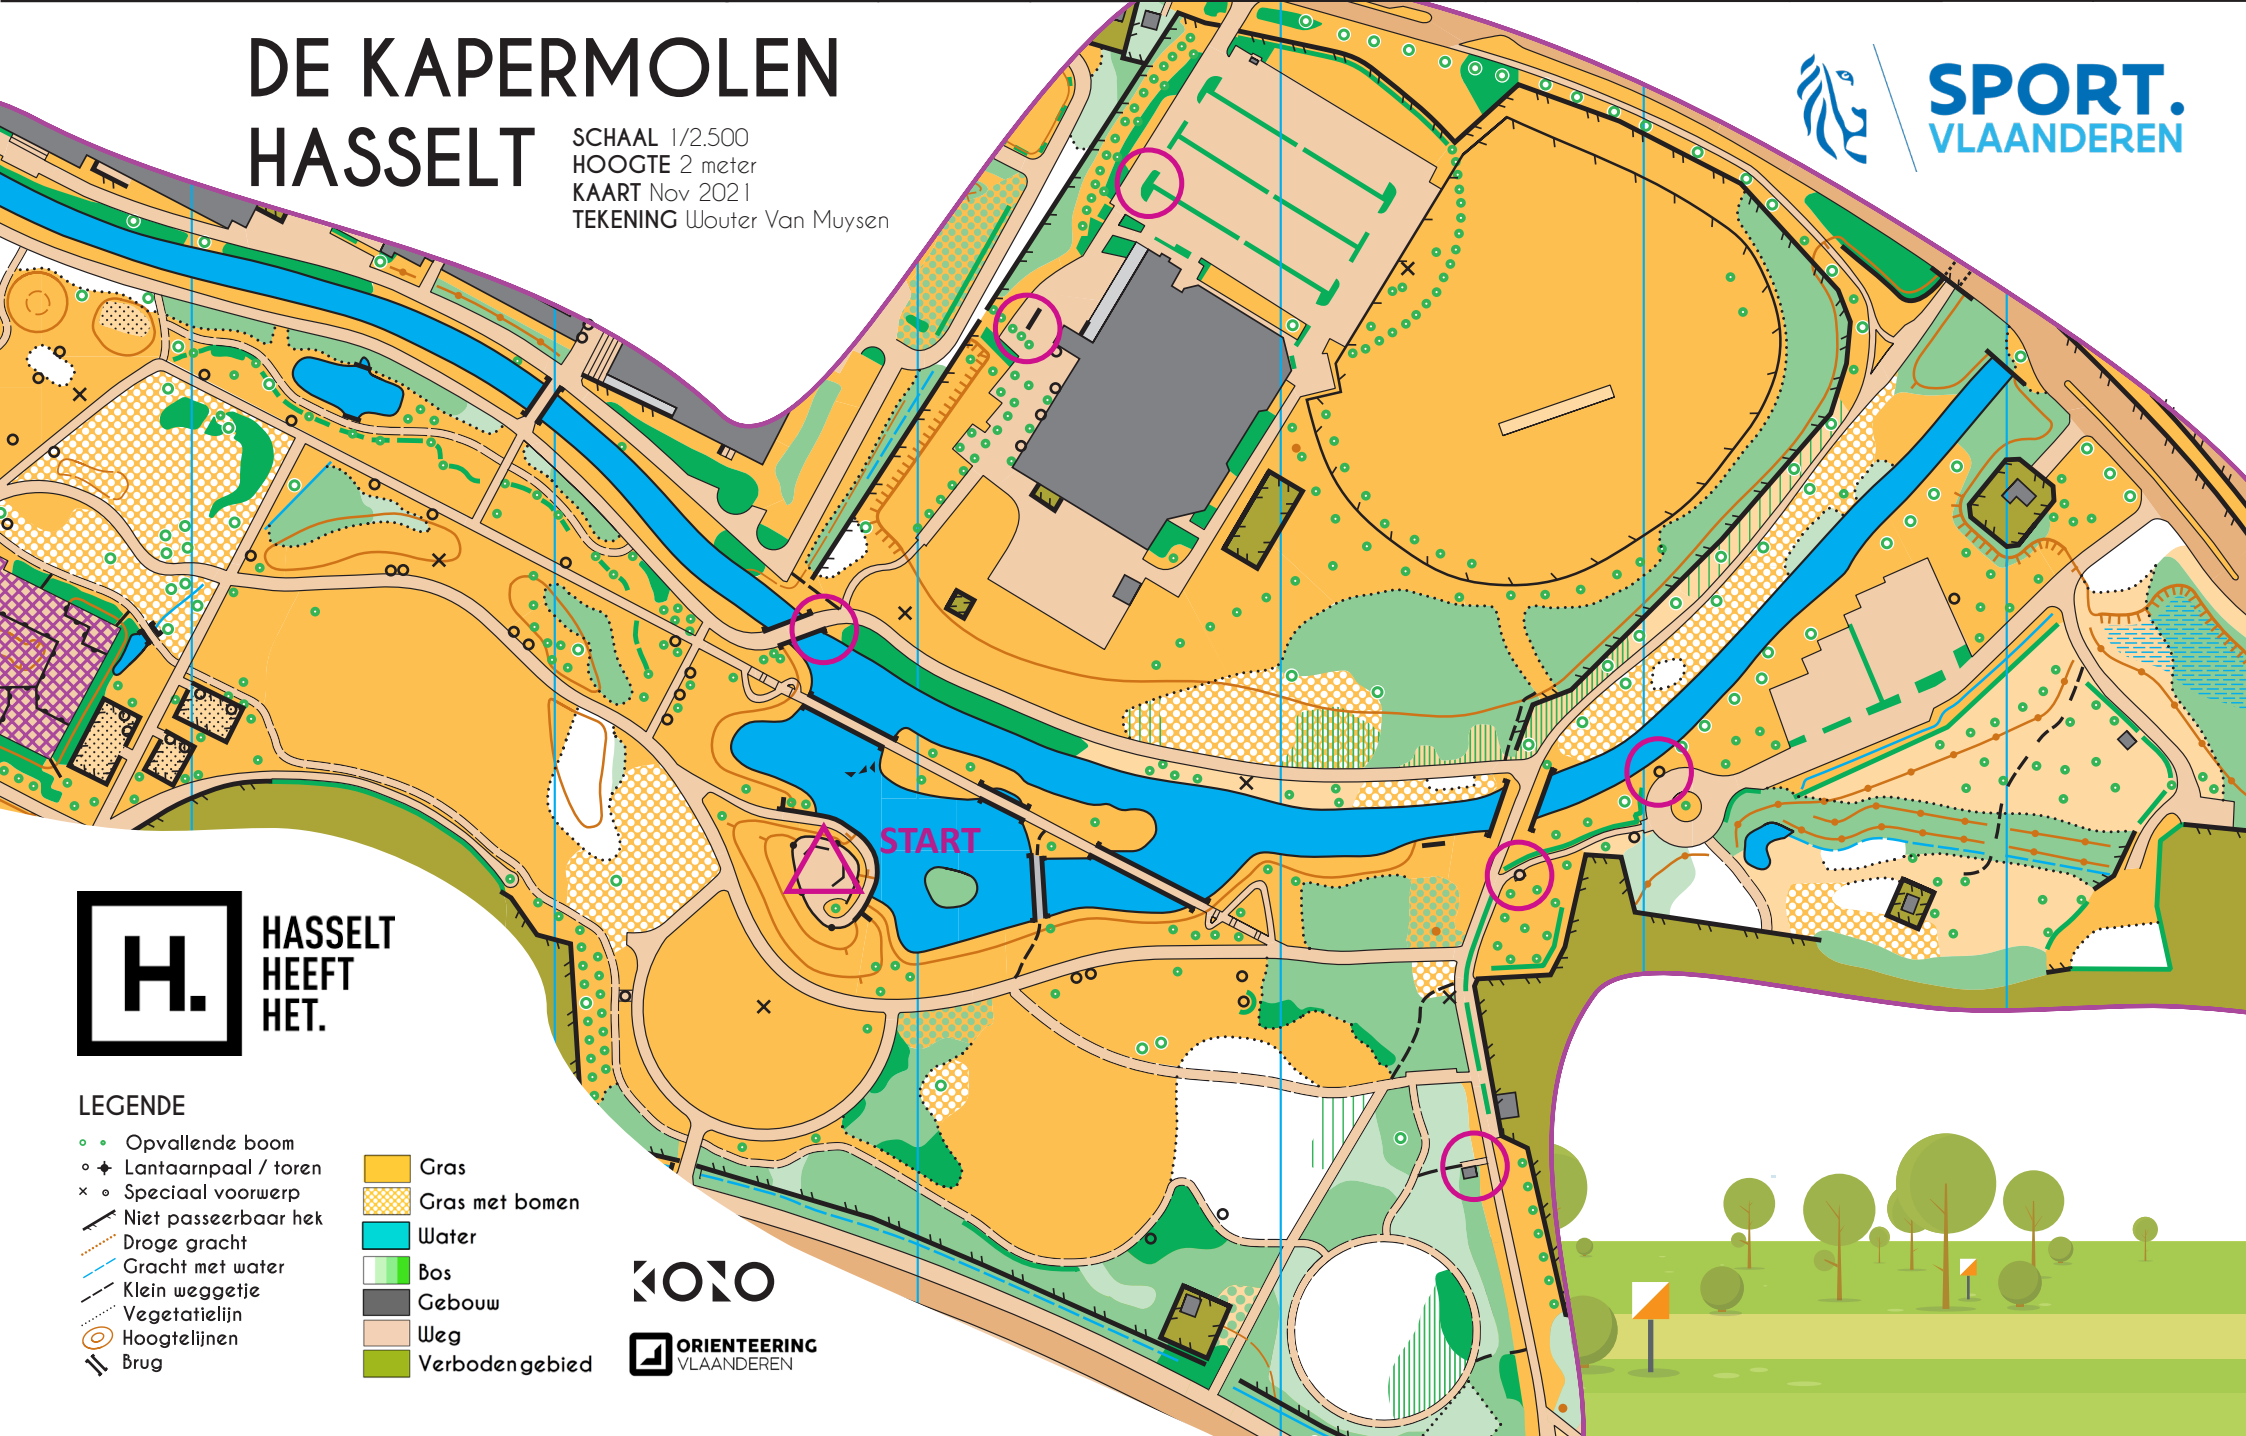 DE KAPERMOLEN
HASSELT
SCHAAL 1/2.500
HOOGTE 2 meter
KAART Nov 2021
TEKENING Wouter Van Muysen
SPORT.
VLAANDEREN
START
H.
HASSELT
HEEFT
HET.
LEGENDE
Opvallende boom
Lantaarnpaal / toren
Speciaal voorwerp
Niet passeerbaar hek
Droge gracht
Gracht met water
Klein weggetje
Vegetatielijn
Hoogtelijnen
Brug
Gras
Gras met bomen
Water
Bos
Gebouw
Weg
Verboden gebied
KONO
ORIENTEERING
VLAANDEREN